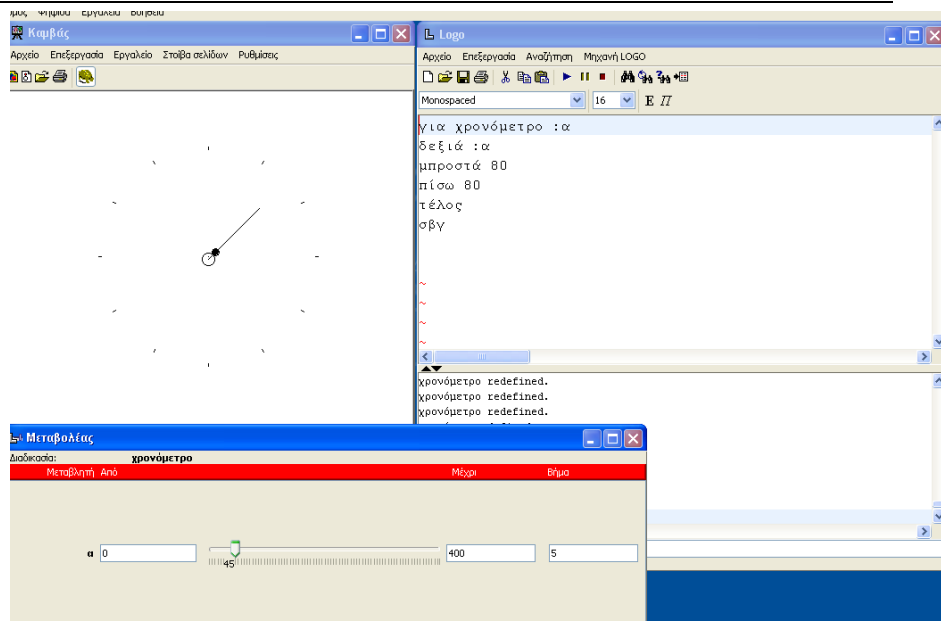 Εργαλεία Βοήθεια
Καμβάς
Αρχείο Επεξεργασία Εργαλείο Στοίβα σελίδων Ρυθμίσεις
Logo
Αρχείο Επεξεργασία Αναζήτηση Μηχανή LOGO
Monospaced 16 Ε Π
για χρονόμετρο :α
δεξιά :α
μπροστά 80
πίσω 80
τέλος
σβγ
~
~
~
~
χρονόμετρο redefined.
χρονόμετρο redefined.
χρονόμετρο redefined.
Μεταβολέας
Διαδικασία: χρονόμετρο
Μεταβλητή Από Μέχρι Βήμα
α 0 45 400 5